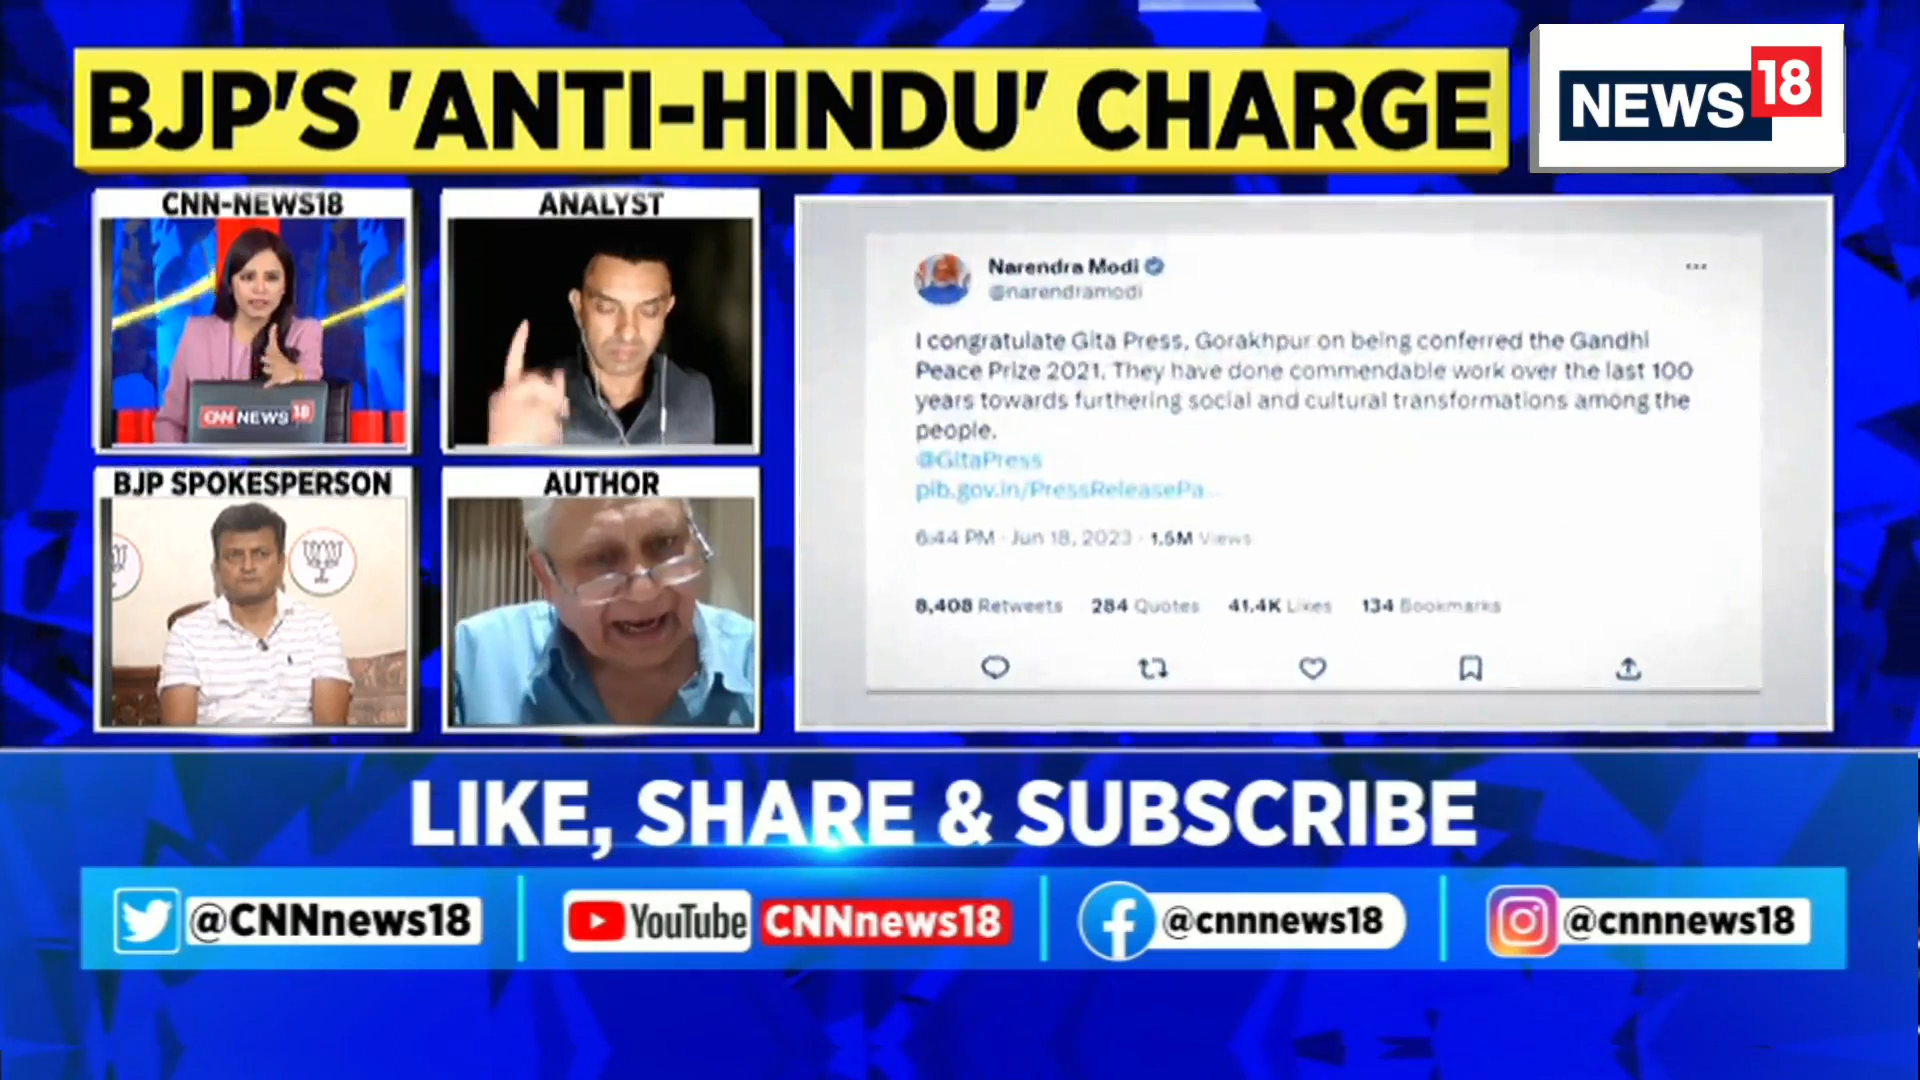 BJP'S 'ANTI-HINDU' CHARGE
NEWS18
CNN-NEWS18
ANALYST
CNN NEWS18
BJP SPOKESPERSON
AUTHOR
Narendra Modi
@narendramodi
I congratulate Gita Press, Gorakhpur on being conferred the Gandhi
Peace Prize 2021. They have done commendable work over the last 100
years towards furthering social and cultural transformations among the
people.
@GitaPress
pib.gov.in/PressReleasePa...
6:44 PM · Jun 18, 2023 · 1.5M Views
8,408 Retweets 284 Quotes 41.4K Likes 134 Bookmarks
LIKE, SHARE & SUBSCRIBE
@CNNnews18
YouTube CNNnews18
@cnnnews18
@cnnnews18